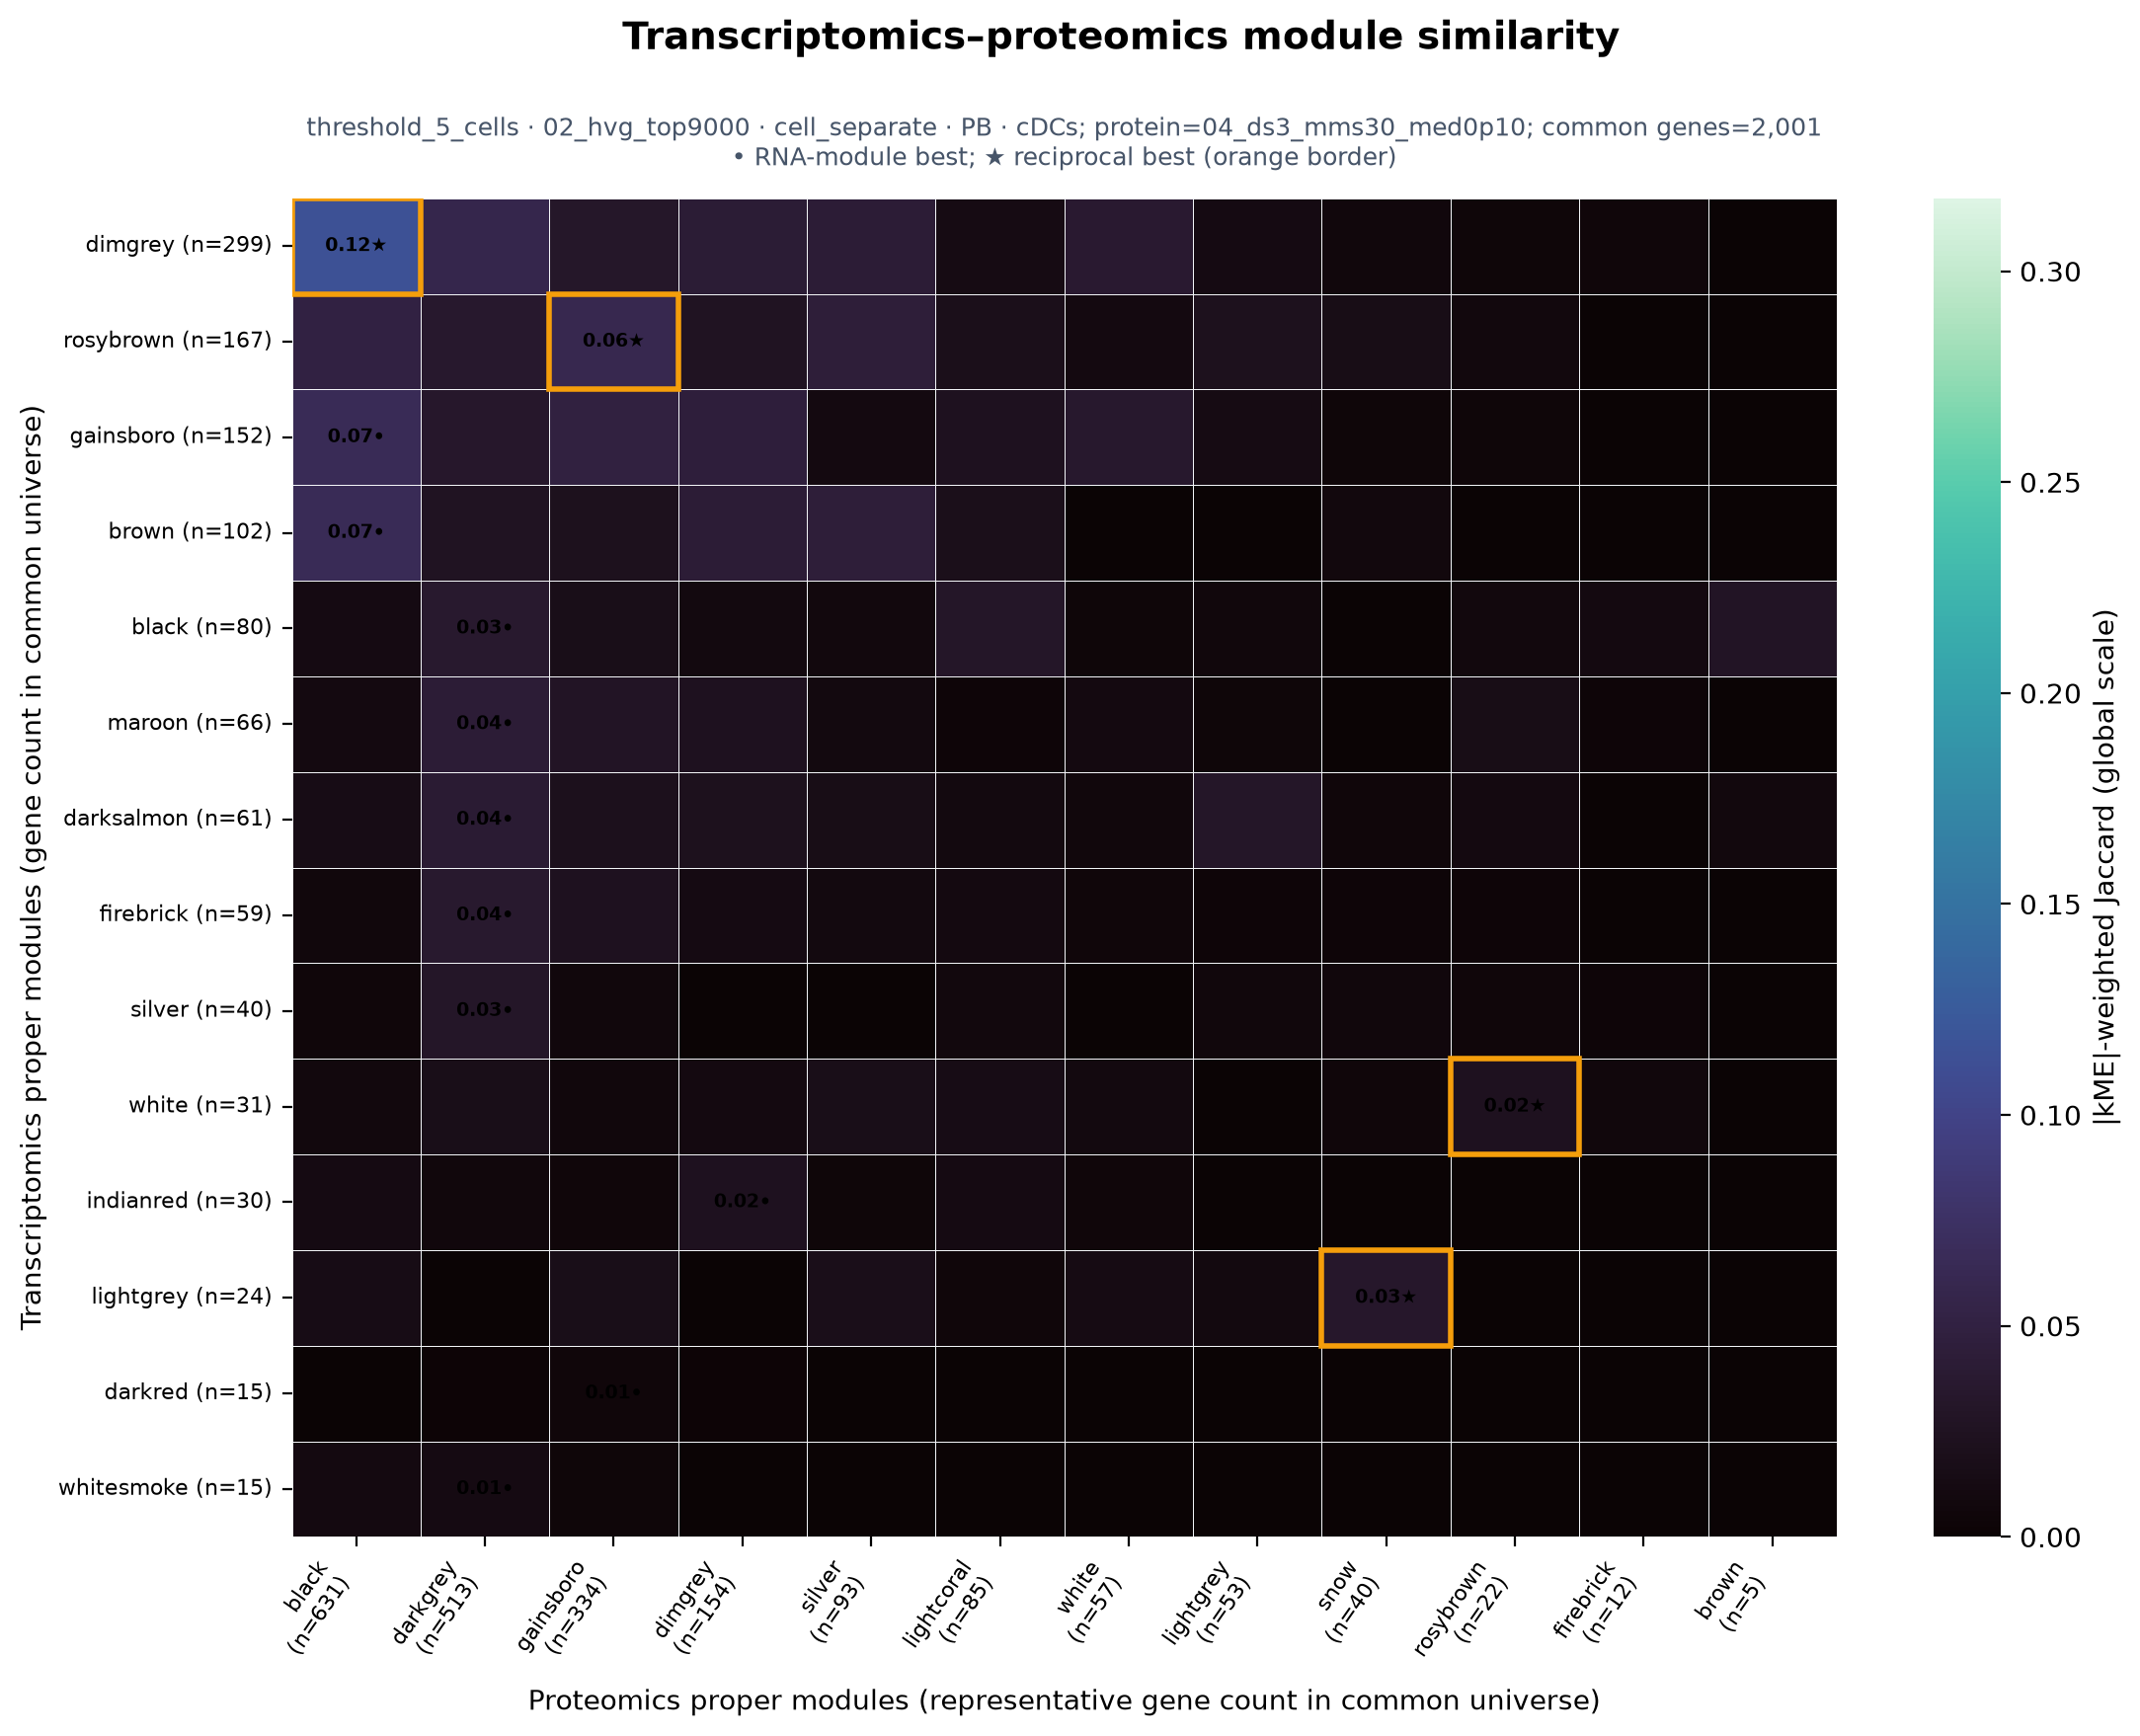 Transcriptomics–proteomics module similarity
threshold_5_cells · 02_hvg_top9000 · cell_separate · PB · cDCs; protein=04_ds3_mms30_med0p10; common genes=2,001
• RNA-module best; ★ reciprocal best (orange border)
Transcriptomics proper modules (gene count in common universe)
dimgrey (n=299)
0.12★
rosybrown (n=167)
0.06★
gainsboro (n=152)
0.07•
brown (n=102)
0.07•
black (n=80)
0.03•
maroon (n=66)
0.04•
darksalmon (n=61)
0.04•
firebrick (n=59)
0.04•
silver (n=40)
0.03•
white (n=31)
0.02★
indianred (n=30)
0.02•
lightgrey (n=24)
0.03★
darkred (n=15)
0.01•
whitesmoke (n=15)
0.01•
black
(n=631)
darkgrey
(n=513)
gainsboro
(n=334)
dimgrey
(n=154)
silver
(n=93)
lightcoral
(n=85)
white
(n=57)
lightgrey
(n=53)
snow
(n=40)
rosybrown
(n=22)
firebrick
(n=12)
brown
(n=5)
Proteomics proper modules (representative gene count in common universe)
0.30
0.25
0.20
0.15
0.10
0.05
0.00
|kME|-weighted Jaccard (global scale)